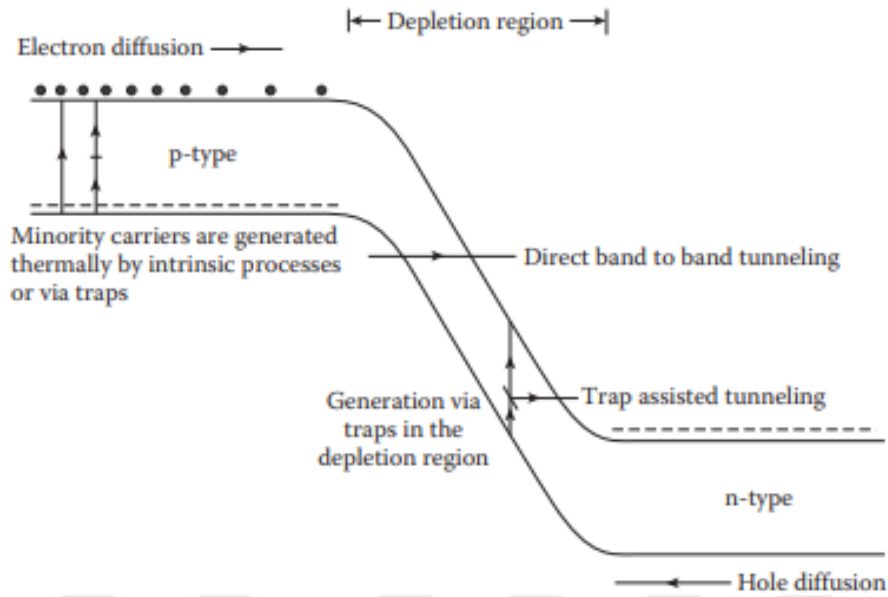 Depletion region
Electron diffusion
p-type
Minority carriers are generated
thermally by intrinsic processes
or via traps
Direct band to band tunneling
Generation via
traps in the
depletion region
Trap assisted tunneling
n-type
Hole diffusion